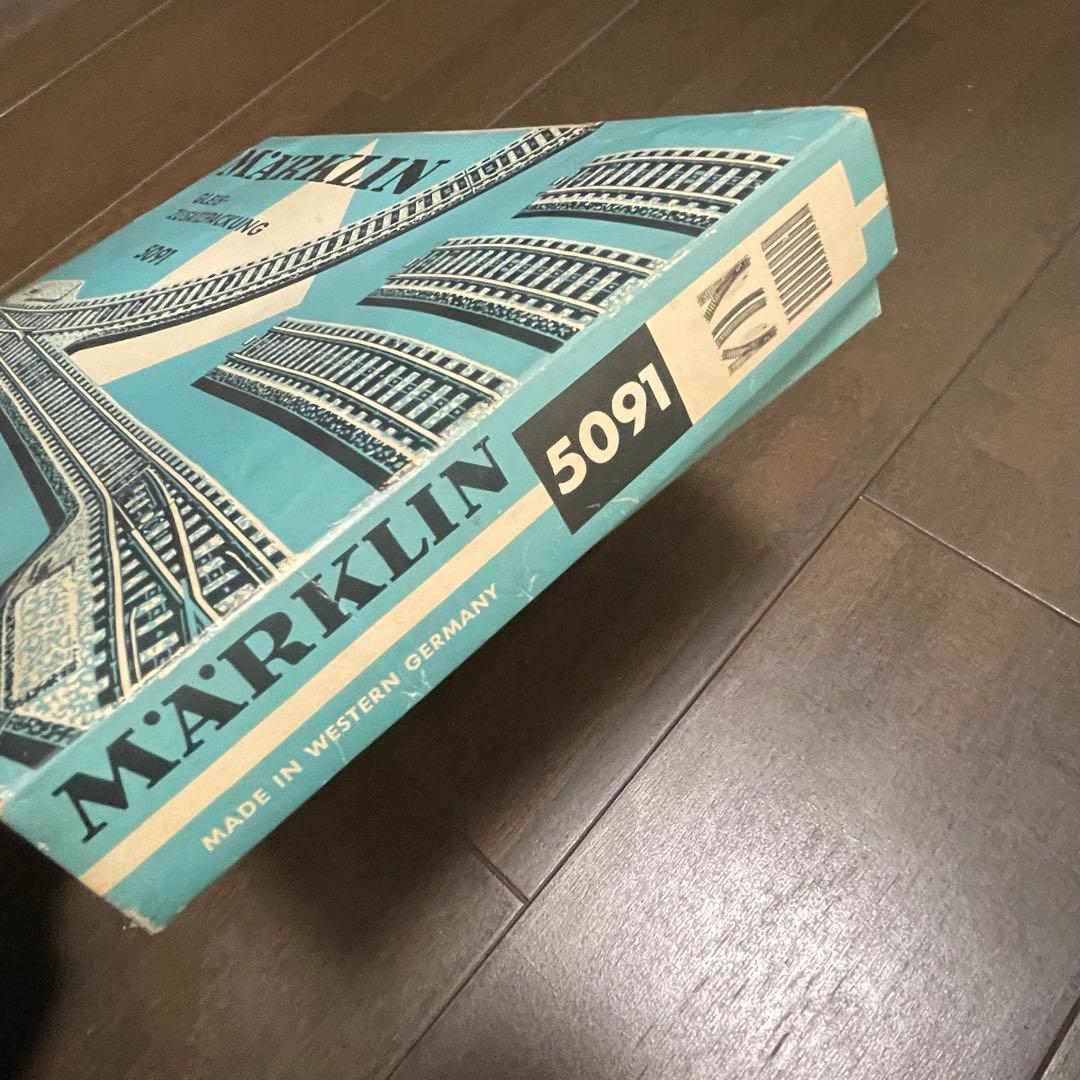 MÄRKLIN
GLEIS-
ZUSATZPACKUNG
5091
MÄRKLIN
5091
MADE IN WESTERN GERMANY